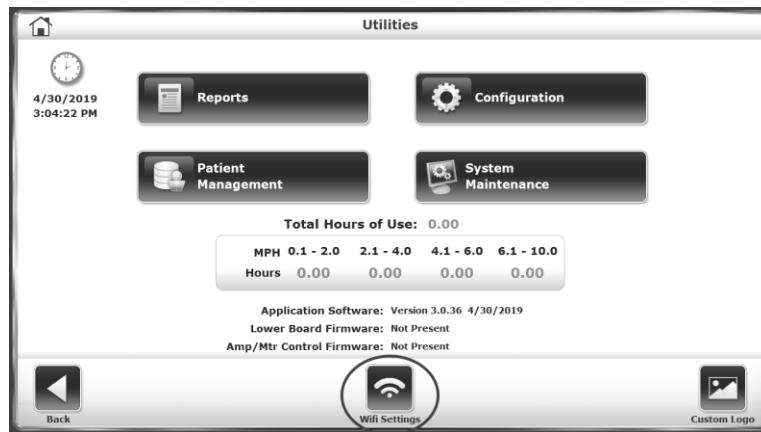 Utilities
4/30/2019
3:04:22 PM
Reports
Configuration
Patient
Management
System
Maintenance
Total Hours of Use: 0.00
MPH 0.1 - 2.0 2.1 - 4.0 4.1 - 6.0 6.1 - 10.0
Hours 0.00 0.00 0.00 0.00
Application Software: Version 3.0.36 4/30/2019
Lower Board Firmware: Not Present
Amp/Mtr Control Firmware: Not Present
Back
Wifi Settings
Custom Logo